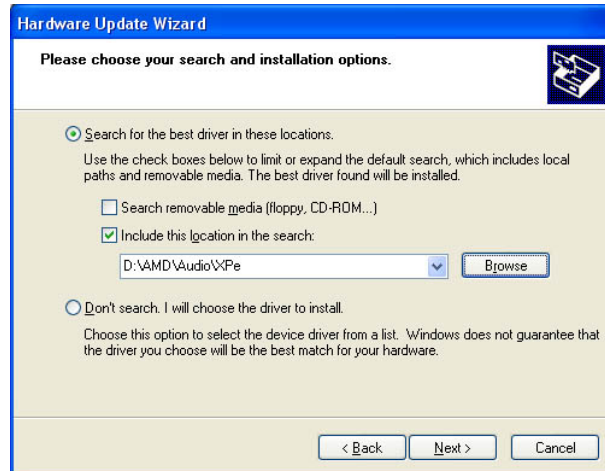 Hardware Update Wizard
Please choose your search and installation options.
Search for the best driver in these locations.
Use the check boxes below to limit or expand the default search, which includes local
paths and removable media. The best driver found will be installed.
Search removable media (floppy, CD-ROM...)
Include this location in the search:
D:\AMD\Audio\XPe
Browse
Don't search. I will choose the driver to install.
Choose this option to select the device driver from a list. Windows does not guarantee that
the driver you choose will be the best match for your hardware.
< Back Next > Cancel